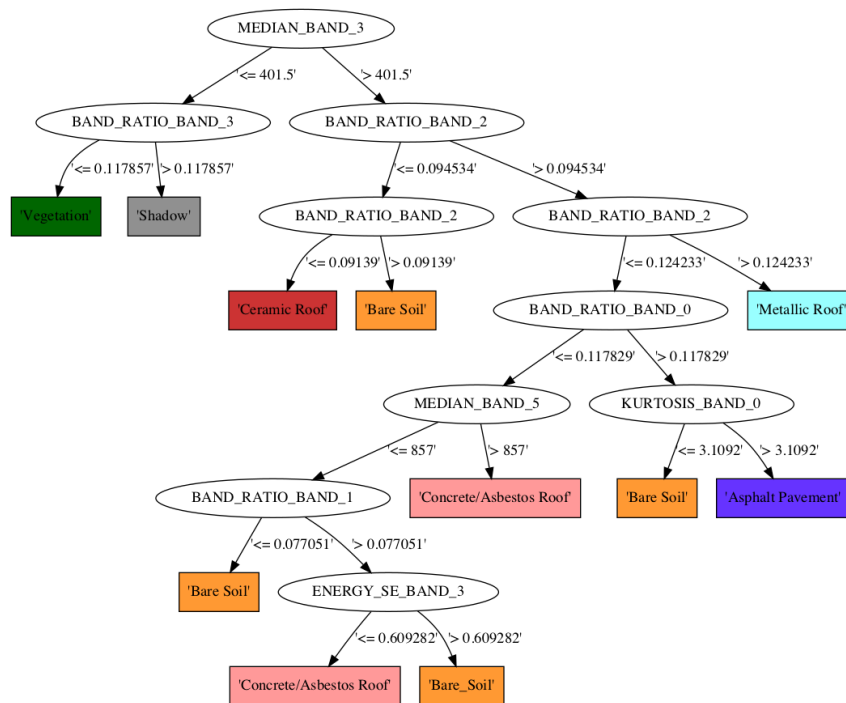 MEDIAN_BAND_3
'<= 401.5'
'> 401.5'
BAND_RATIO_BAND_3
BAND_RATIO_BAND_2
'<= 0.117857'
'> 0.117857'
'<= 0.094534'
'> 0.094534'
'Vegetation'
'Shadow'
BAND_RATIO_BAND_2
BAND_RATIO_BAND_2
'<= 0.09139'
'> 0.09139'
'<= 0.124233'
'> 0.124233'
'Ceramic Roof'
'Bare Soil'
BAND_RATIO_BAND_0
'Metallic Roof'
'<= 0.117829'
'> 0.117829'
MEDIAN_BAND_5
KURTOSIS_BAND_0
'<= 857'
'> 857'
'<= 3.1092'
'> 3.1092'
BAND_RATIO_BAND_1
'Concrete/Asbestos Roof'
'Bare Soil'
'Asphalt Pavement'
'<= 0.077051'
'> 0.077051'
'Bare Soil'
ENERGY_SE_BAND_3
'<= 0.609282'
'> 0.609282'
'Concrete/Asbestos Roof'
'Bare_Soil'